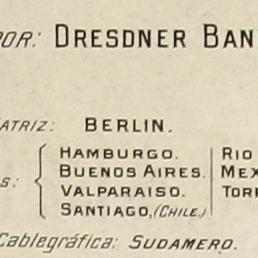 POR: DRESDNER BAN
ATRIZ: BERLIN.
HAMBURGO. RIO
S: BUENOS AIRES. MEX
VALPARAISO. TORR
SANTIAGO, (CHILE.)
Cablegráfica: SUDAMERO.